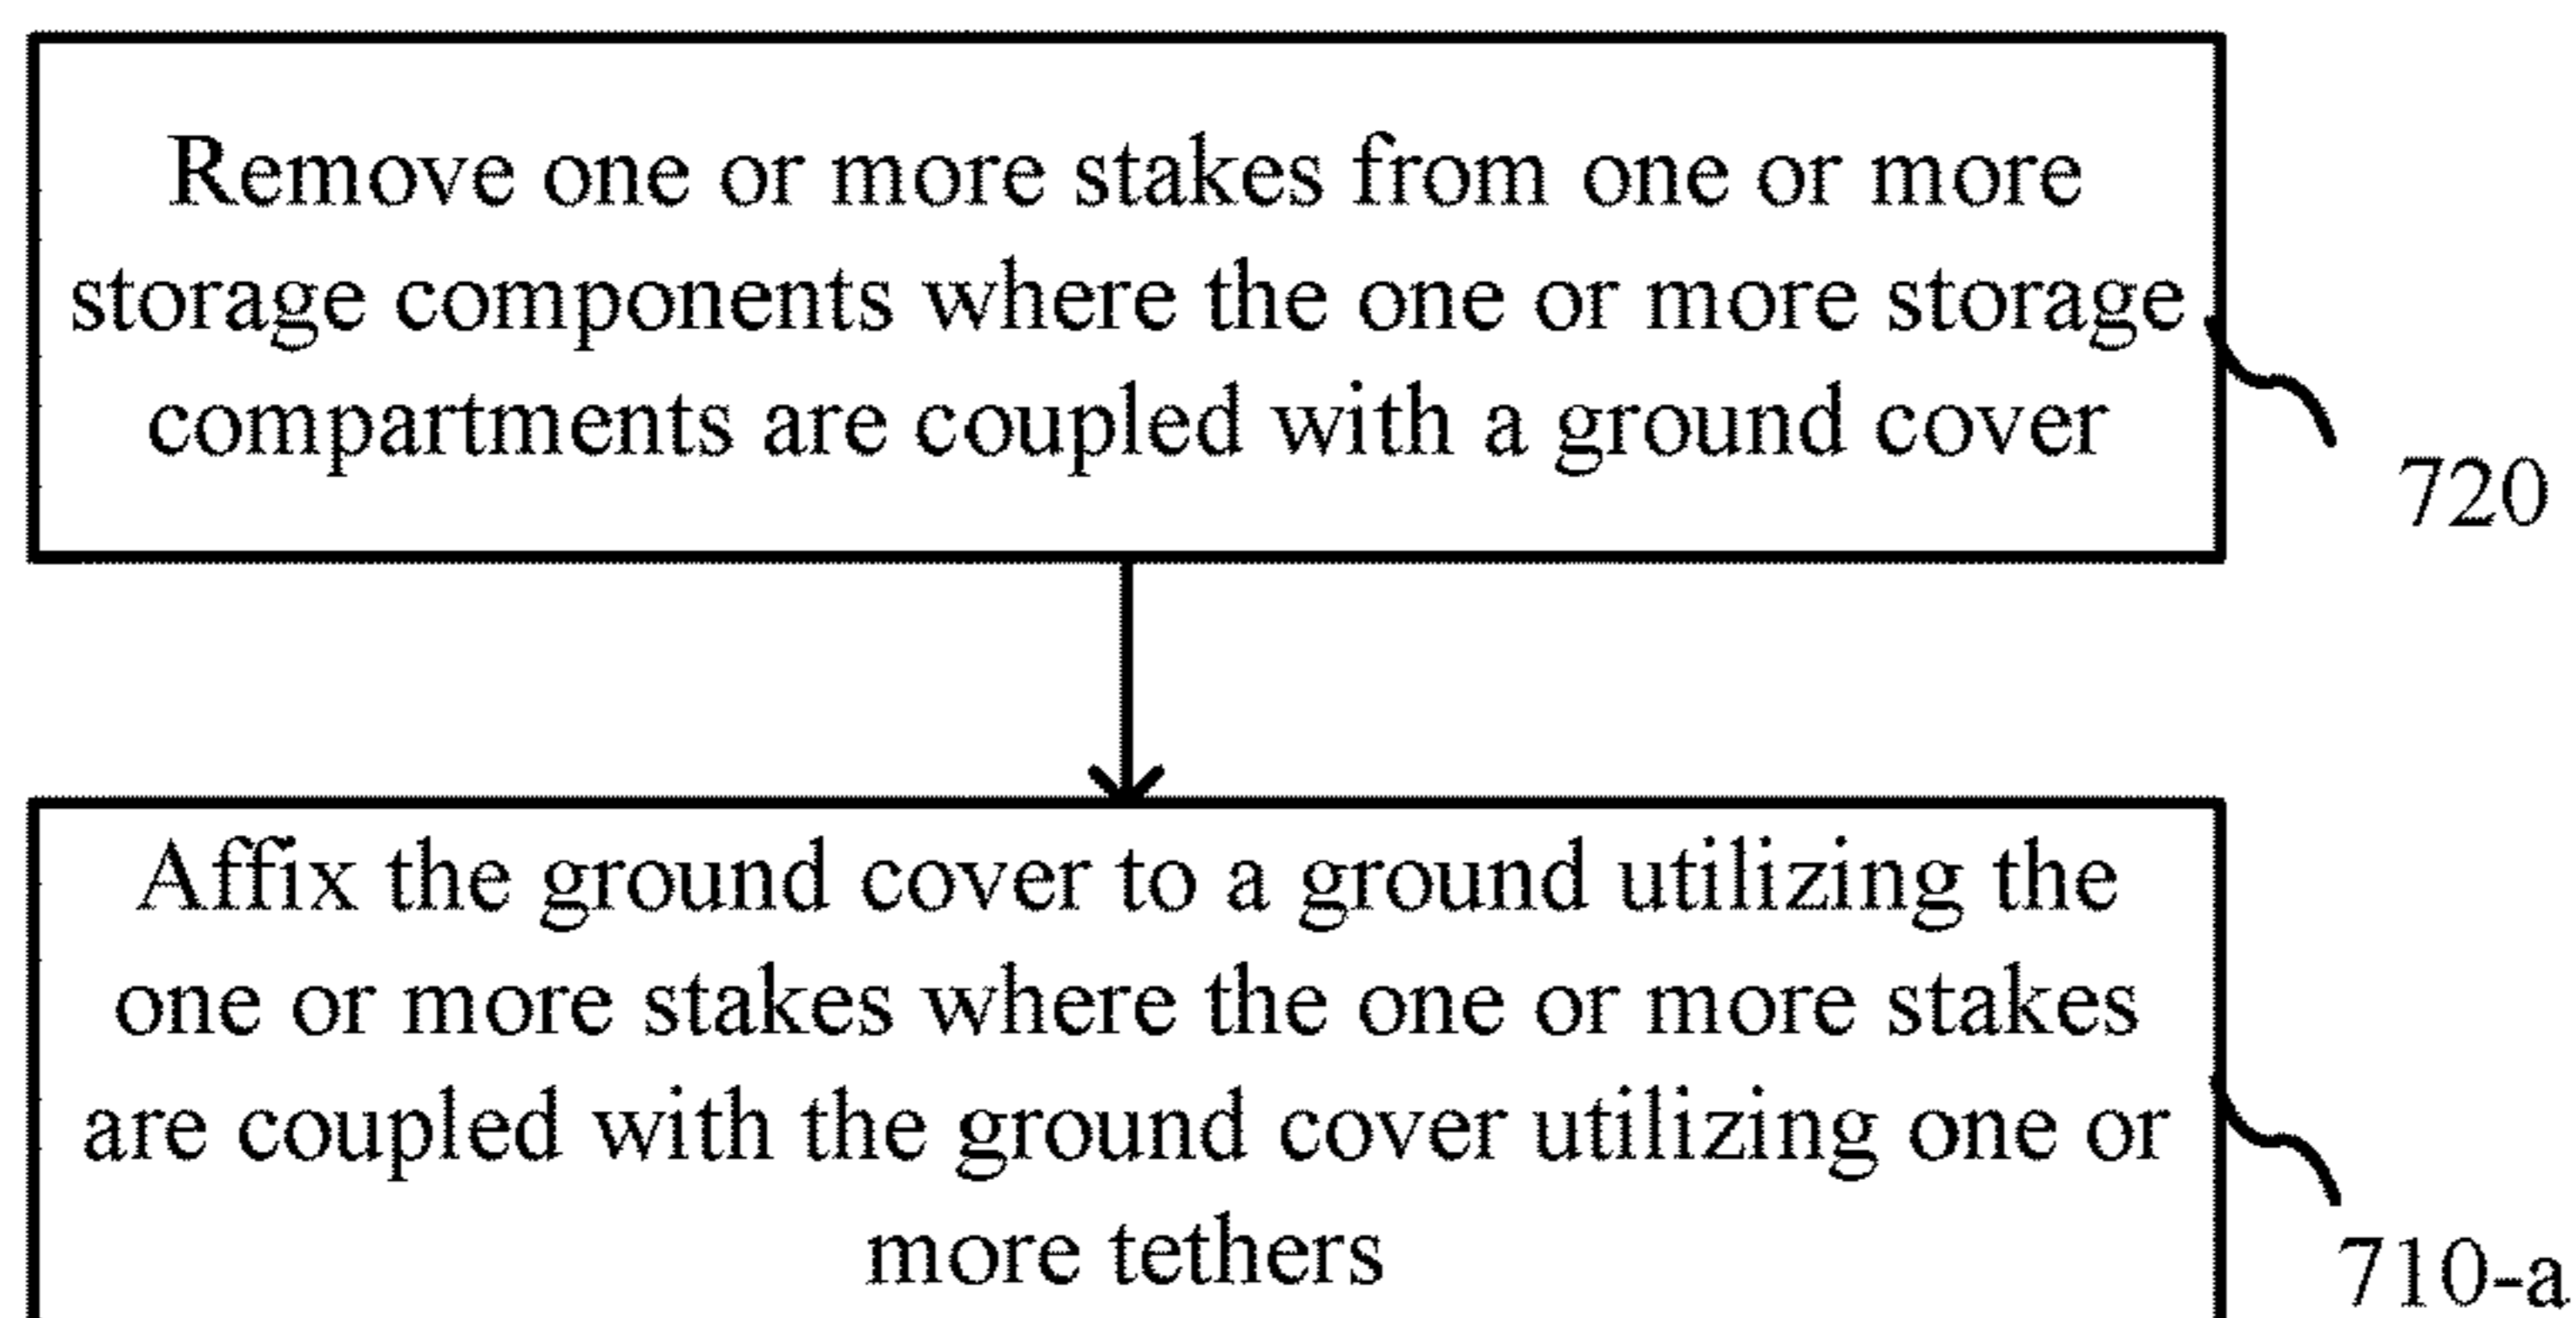 Remove one or more stakes from one or more
storage components where the one or more storage
compartments are coupled with a ground cover
720
Affix the ground cover to a ground utilizing the
one or more stakes where the one or more stakes
are coupled with the ground cover utilizing one or
more tethers
710-a